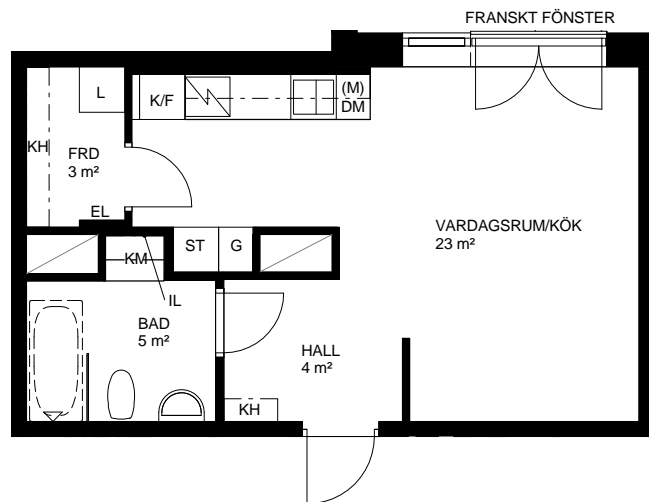 FRANSKT FÖNSTER
L
K/F
(M)
DM
KH
FRD
3 m²
EL
ST
G
VARDAGSRUM/KÖK
23 m²
KM
IL
BAD
5 m²
HALL
4 m²
KH